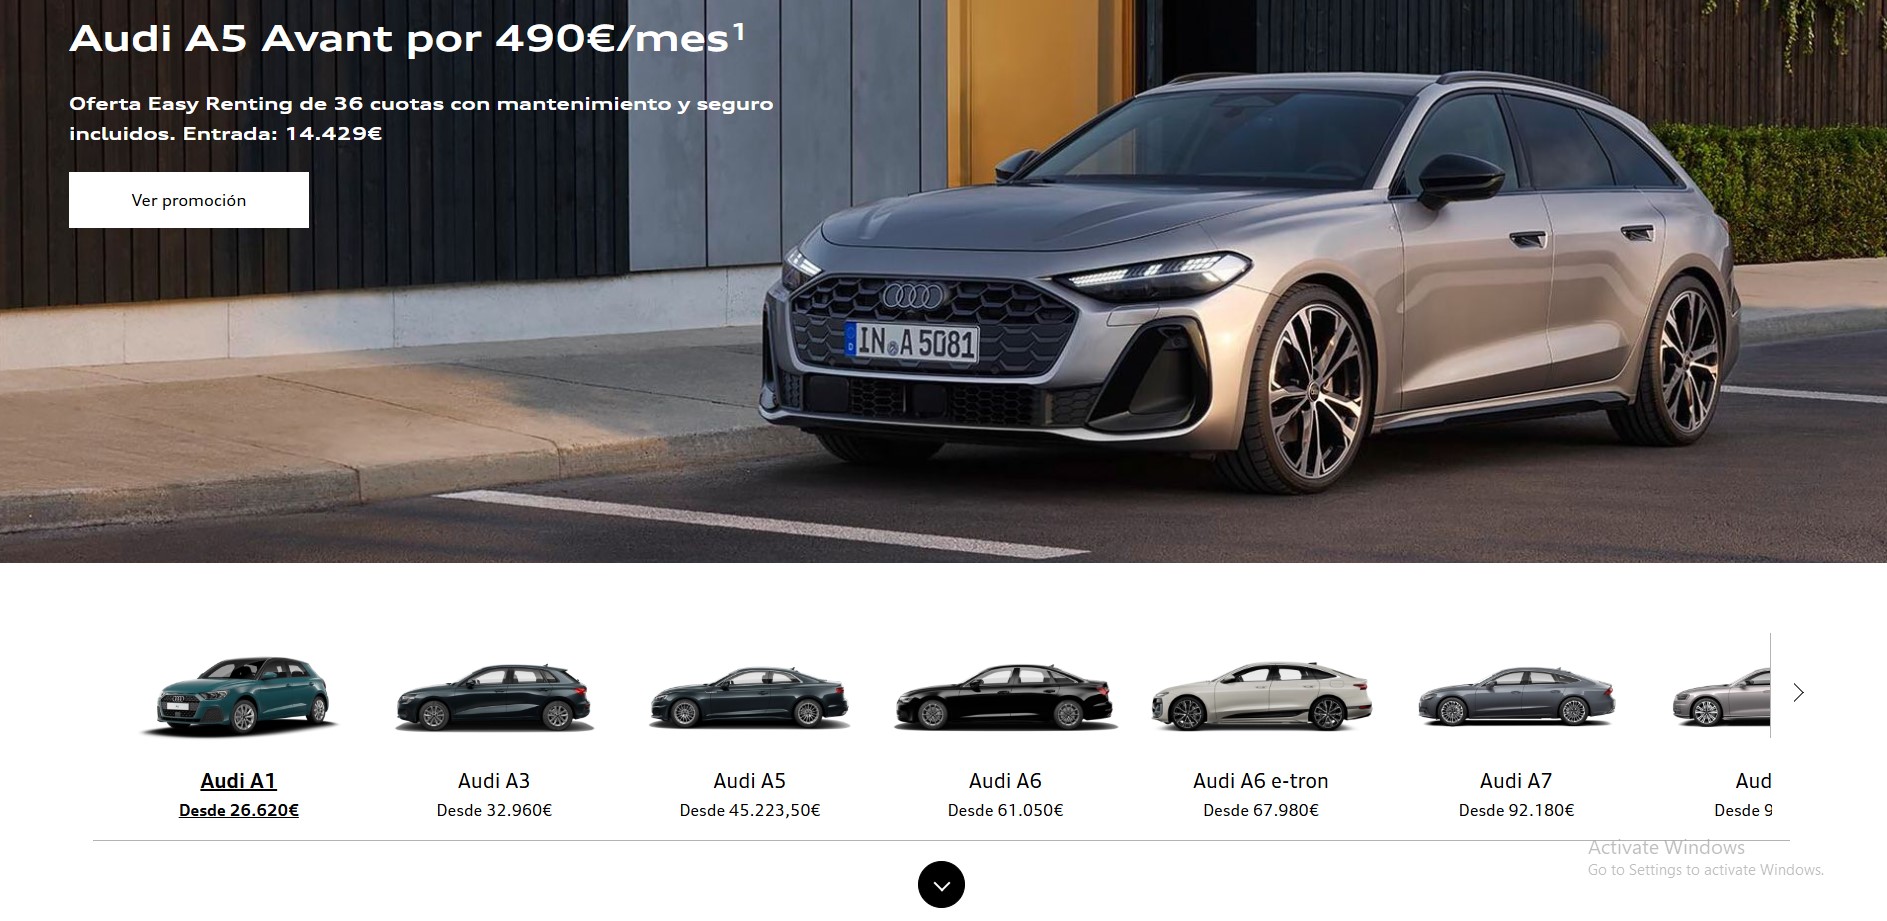 Audi A5 Avant por 490€/mes¹
Oferta Easy Renting de 36 cuotas con mantenimiento y seguro
incluidos. Entrada: 14.429€
Ver promoción
IN A 5081
Audi A1
Desde 26.620€
Audi A3
Desde 32.960€
Audi A5
Desde 45.223,50€
Audi A6
Desde 61.050€
Audi A6 e-tron
Desde 67.980€
Audi A7
Desde 92.180€
Aud
Desde 9
Activate Windows
Go to Settings to activate Windows.